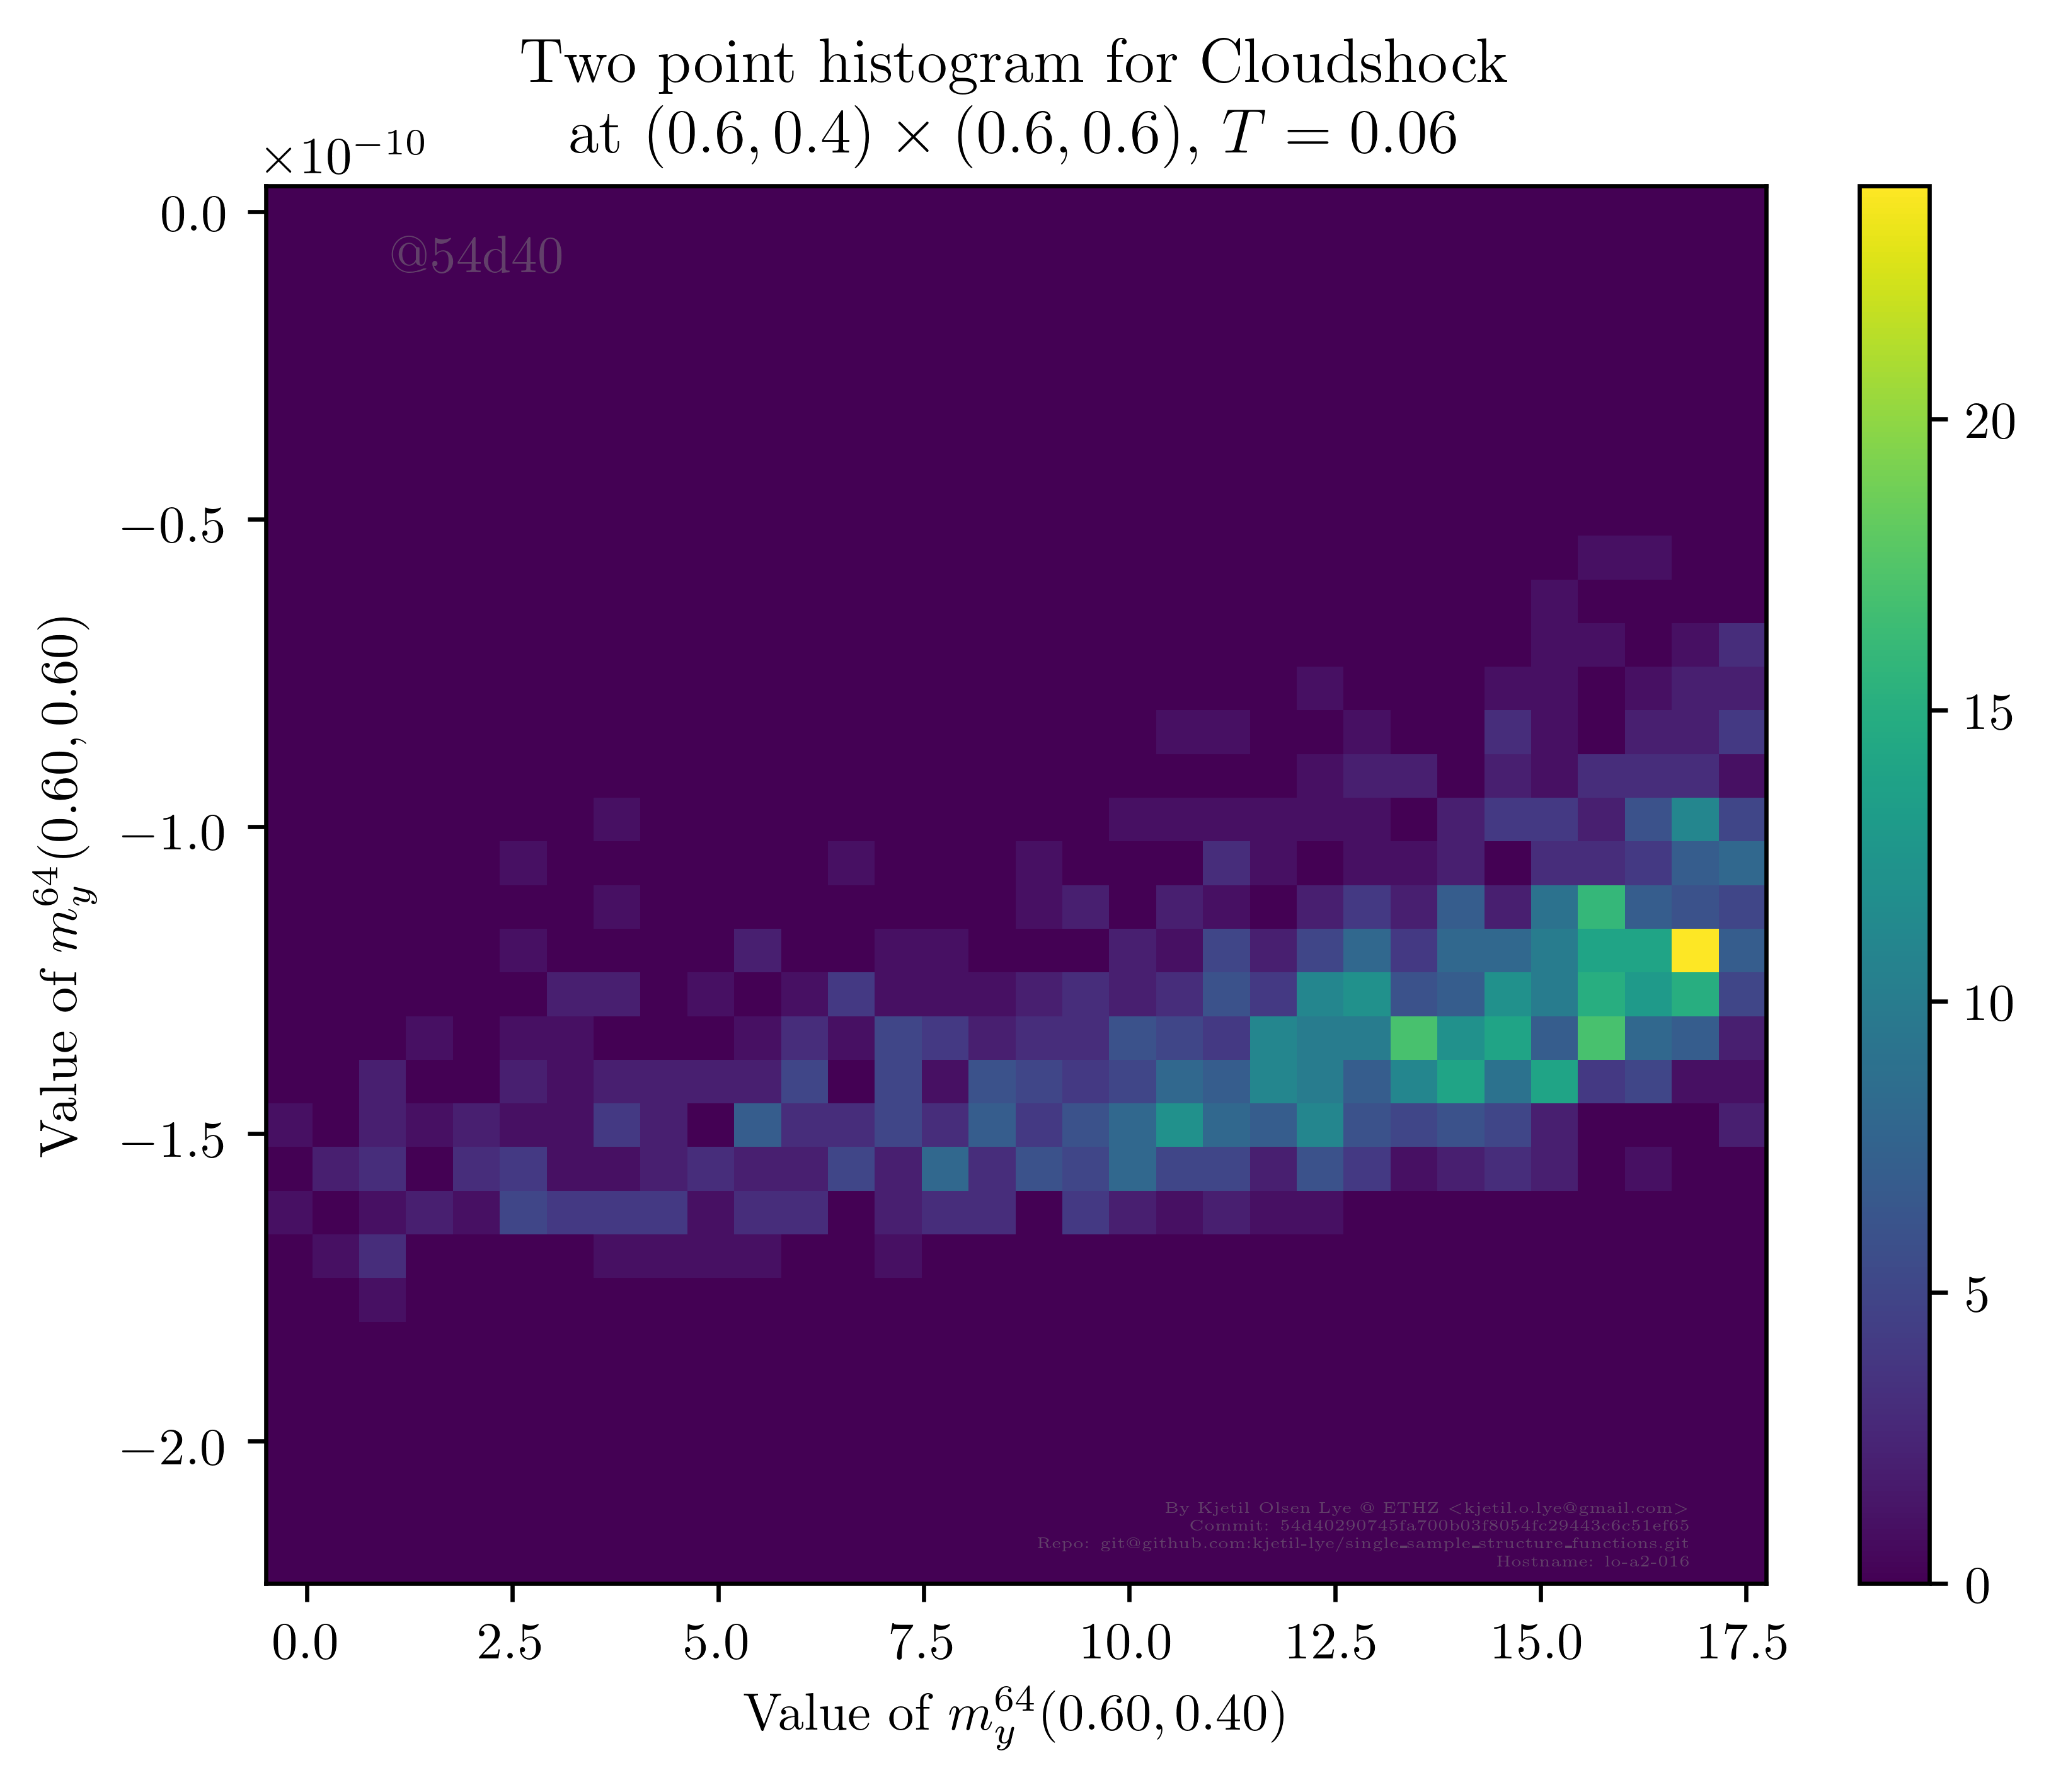 Two point histogram for Cloudshock
at (0.6, 0.4) × (0.6, 0.6), T = 0.06
×10⁻¹⁰
@54d40
0.0
−0.5
−1.0
−1.5
−2.0
Value of m_y^64(0.60, 0.60)
0.0 2.5 5.0 7.5 10.0 12.5 15.0 17.5
Value of m_y^64(0.60, 0.40)
20
15
10
5
0
By Kjetil Olsen Lye @ ETHZ <kjetil.o.lye@gmail.com>
Commit: 54d40290745fa700b03f8054fc29443c6c51ef65
Repo: git@github.com:kjetil-lye/single_sample_structure_functions.git
Hostname: lo-a2-016